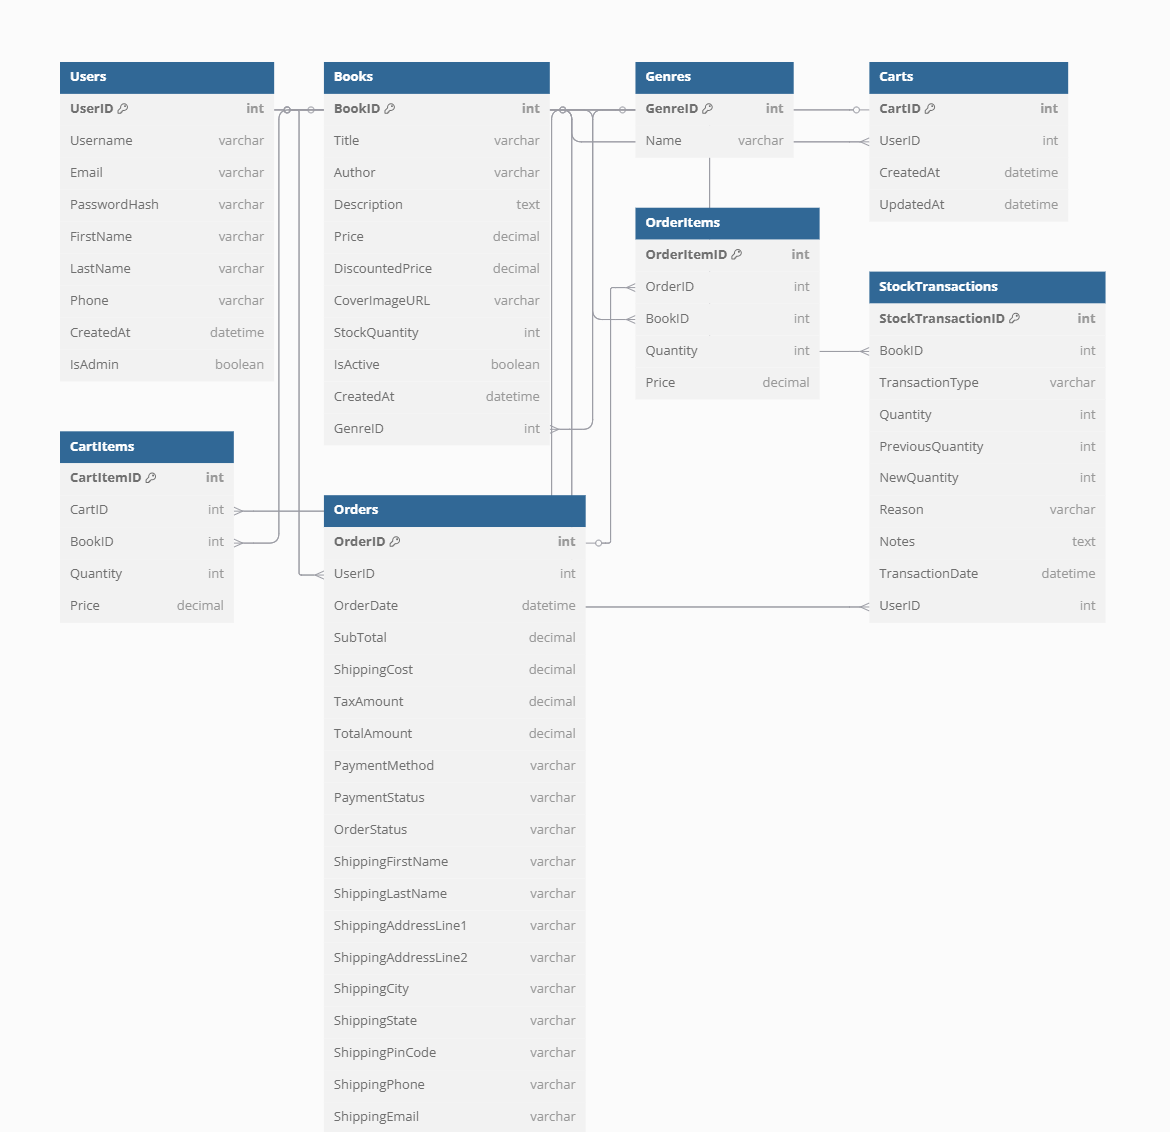 Users
UserID int
Username varchar
Email varchar
PasswordHash varchar
FirstName varchar
LastName varchar
Phone varchar
CreatedAt datetime
IsAdmin boolean
Books
BookID int
Title varchar
Author varchar
Description text
Price decimal
DiscountedPrice decimal
CoverImageURL varchar
StockQuantity int
IsActive boolean
CreatedAt datetime
GenreID int
Genres
GenreID int
Name varchar
Carts
CartID int
UserID int
CreatedAt datetime
UpdatedAt datetime
OrderItems
OrderItemID int
OrderID int
BookID int
Quantity int
Price decimal
StockTransactions
StockTransactionID int
BookID int
TransactionType varchar
Quantity int
PreviousQuantity int
NewQuantity int
Reason varchar
Notes text
TransactionDate datetime
UserID int
CartItems
CartItemID int
CartID int
BookID int
Quantity int
Price decimal
Orders
OrderID int
UserID int
OrderDate datetime
SubTotal decimal
ShippingCost decimal
TaxAmount decimal
TotalAmount decimal
PaymentMethod varchar
PaymentStatus varchar
OrderStatus varchar
ShippingFirstName varchar
ShippingLastName varchar
ShippingAddressLine1 varchar
ShippingAddressLine2 varchar
ShippingCity varchar
ShippingState varchar
ShippingPinCode varchar
ShippingPhone varchar
ShippingEmail varchar